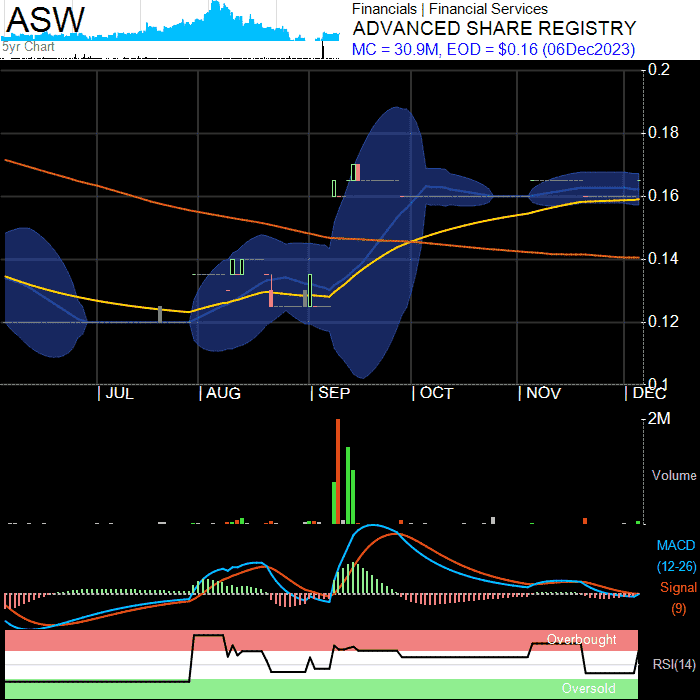 ASW
5yr Chart
Financials | Financial Services
ADVANCED SHARE REGISTRY
MC = 30.9M, EOD = $0.16 (06Dec2023)
0.2
0.18
0.16
0.14
0.12
0.1
| JUL | AUG | SEP | OCT | NOV | DEC
2M
Volume
MACD
(12-26)
Signal
(9)
Overbought
RSI(14)
Oversold